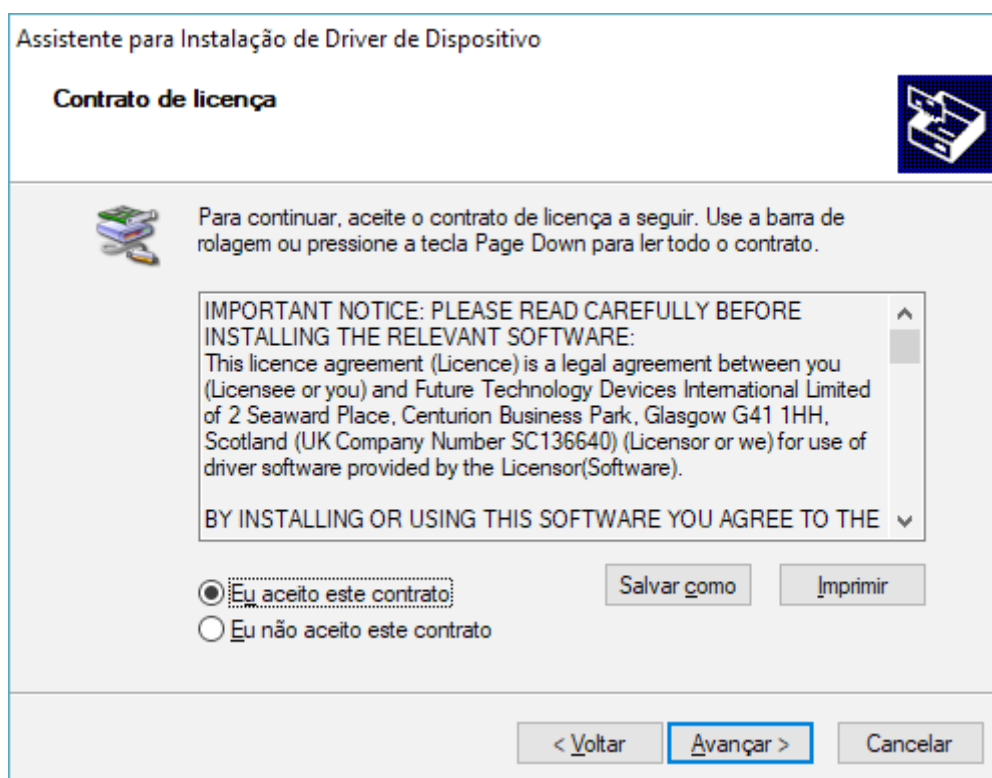 Assistente para Instalação de Driver de Dispositivo
Contrato de licença
Para continuar, aceite o contrato de licença a seguir. Use a barra de
rolagem ou pressione a tecla Page Down para ler todo o contrato.
IMPORTANT NOTICE: PLEASE READ CAREFULLY BEFORE
INSTALLING THE RELEVANT SOFTWARE:
This licence agreement (Licence) is a legal agreement between you
(Licensee or you) and Future Technology Devices International Limited
of 2 Seaward Place, Centurion Business Park, Glasgow G41 1HH,
Scotland (UK Company Number SC136640) (Licensor or we) for use of
driver software provided by the Licensor(Software).
BY INSTALLING OR USING THIS SOFTWARE YOU AGREE TO THE
Eu aceito este contrato
Salvar como
Imprimir
Eu não aceito este contrato
< Voltar
Avançar >
Cancelar